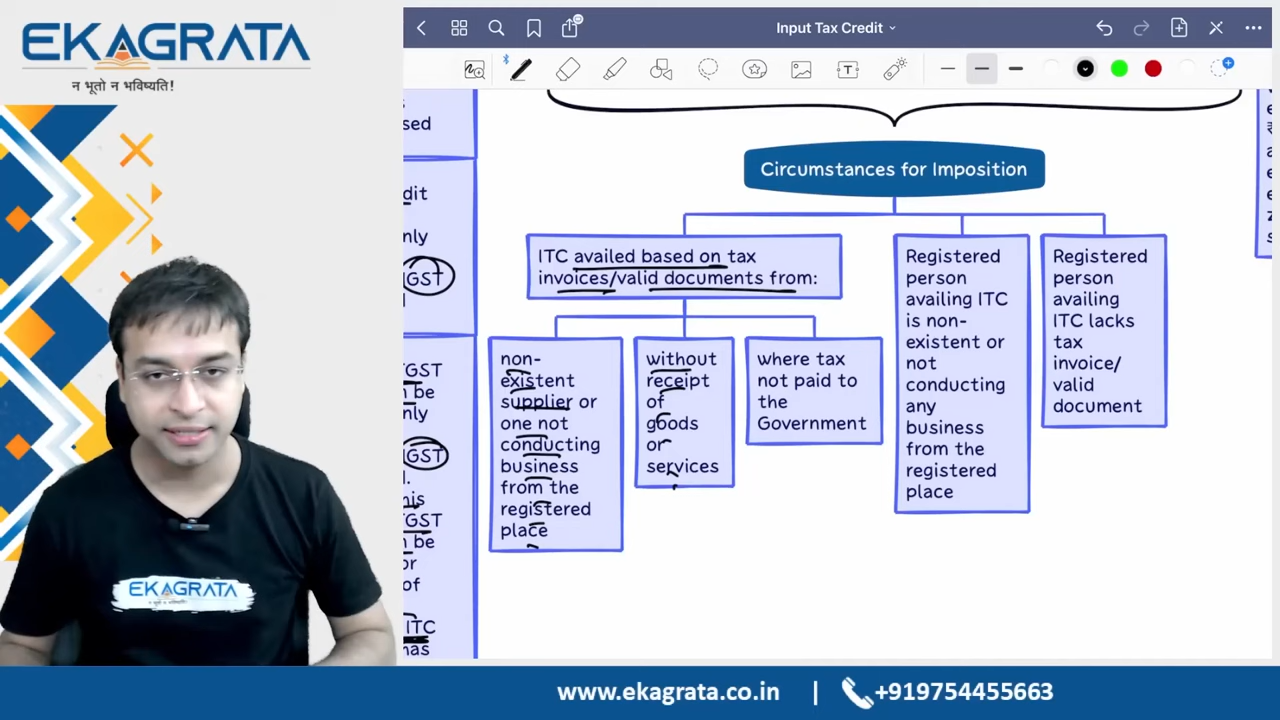 EKAGRATA
न भूतो न भविष्यति!
Input Tax Credit
sed
dit
nly
GST
TGST
be
nly
GST
his
TGST
be
or
of
ITC
has
Circumstances for Imposition
ITC availed based on tax
invoices/valid documents from:
non-
existent
supplier or
one not
conducting
business
from the
registered
place
without
receipt
of
goods
or
services
where tax
not paid to
the
Government
Registered
person
availing ITC
is non-
existent or
not
conducting
any
business
from the
registered
place
Registered
person
availing
ITC lacks
tax
invoice/
valid
document
EKAGRATA
www.ekagrata.co.in | +919754455663